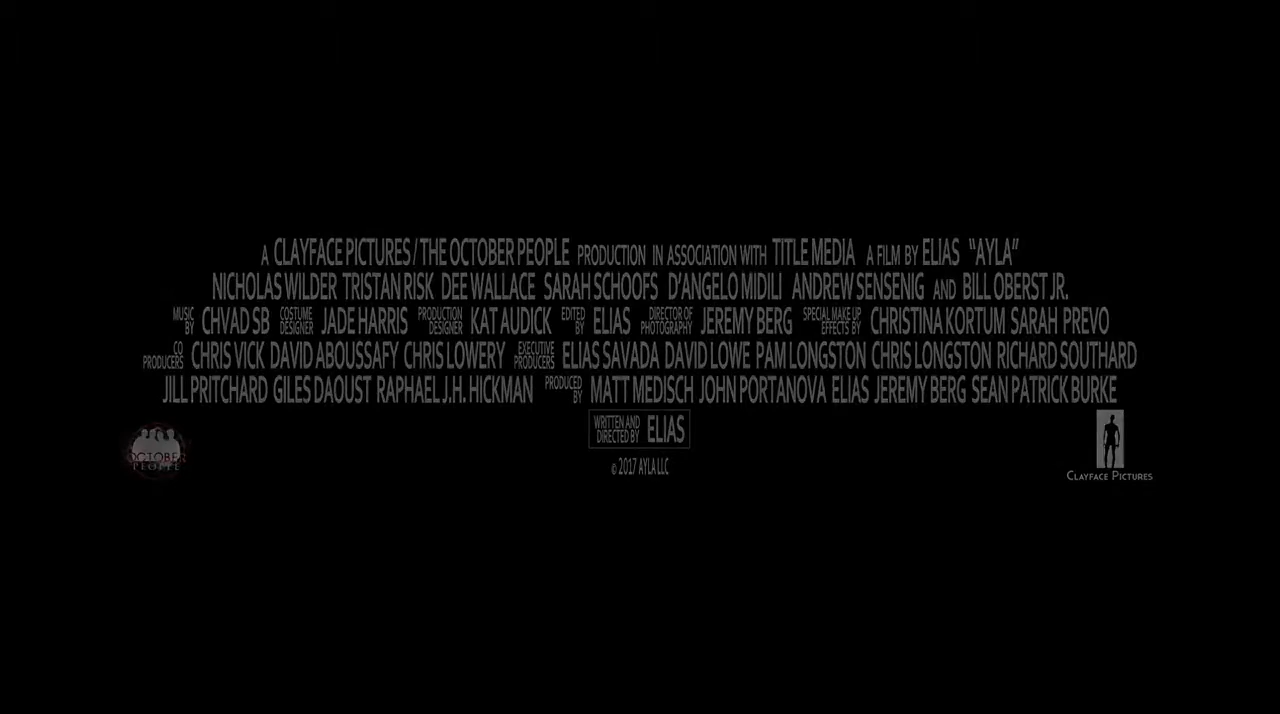 A CLAYFACE PICTURES / THE OCTOBER PEOPLE PRODUCTION IN ASSOCIATION WITH TITLE MEDIA A FILM BY ELIAS "AYLA"
NICHOLAS WILDER TRISTAN RISK DEE WALLACE SARAH SCHOOFS D'ANGELO MIDILI ANDREW SENSENIG AND BILL OBERST JR.
MUSIC BY CHVAD SB COSTUME DESIGNER JADE HARRIS PRODUCTION DESIGNER KAT AUDICK EDITED BY ELIAS DIRECTOR OF PHOTOGRAPHY JEREMY BERG SPECIAL MAKE UP EFFECTS BY CHRISTINA KORTUM SARAH PREVO
CO PRODUCERS CHRIS VICK DAVID ABOUSSAFY CHRIS LOWERY EXECUTIVE PRODUCERS ELIAS SAVADA DAVID LOWE PAM LONGSTON CHRIS LONGSTON RICHARD SOUTHARD
JILL PRITCHARD GILES DAOUST RAPHAEL J.H. HICKMAN PRODUCED BY MATT MEDISCH JOHN PORTANOVA ELIAS JEREMY BERG SEAN PATRICK BURKE
WRITTEN AND DIRECTED BY ELIAS
© 2017 AYLA LLC
OCTOBER
PEOPLE
CLAYFACE PICTURES